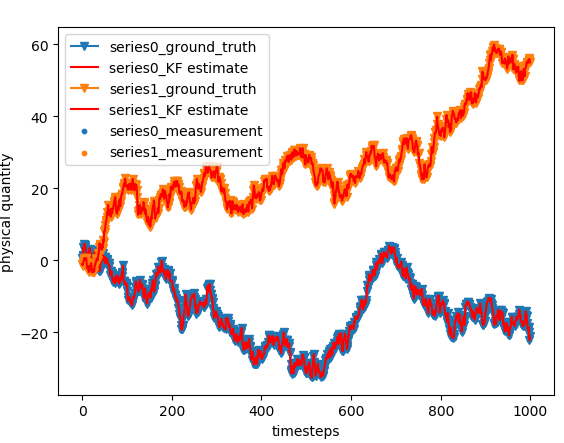 60
40
20
0
−20
physical quantity
series0_ground_truth
series0_KF estimate
series1_ground_truth
series1_KF estimate
series0_measurement
series1_measurement
0
200
400
600
800
1000
timesteps